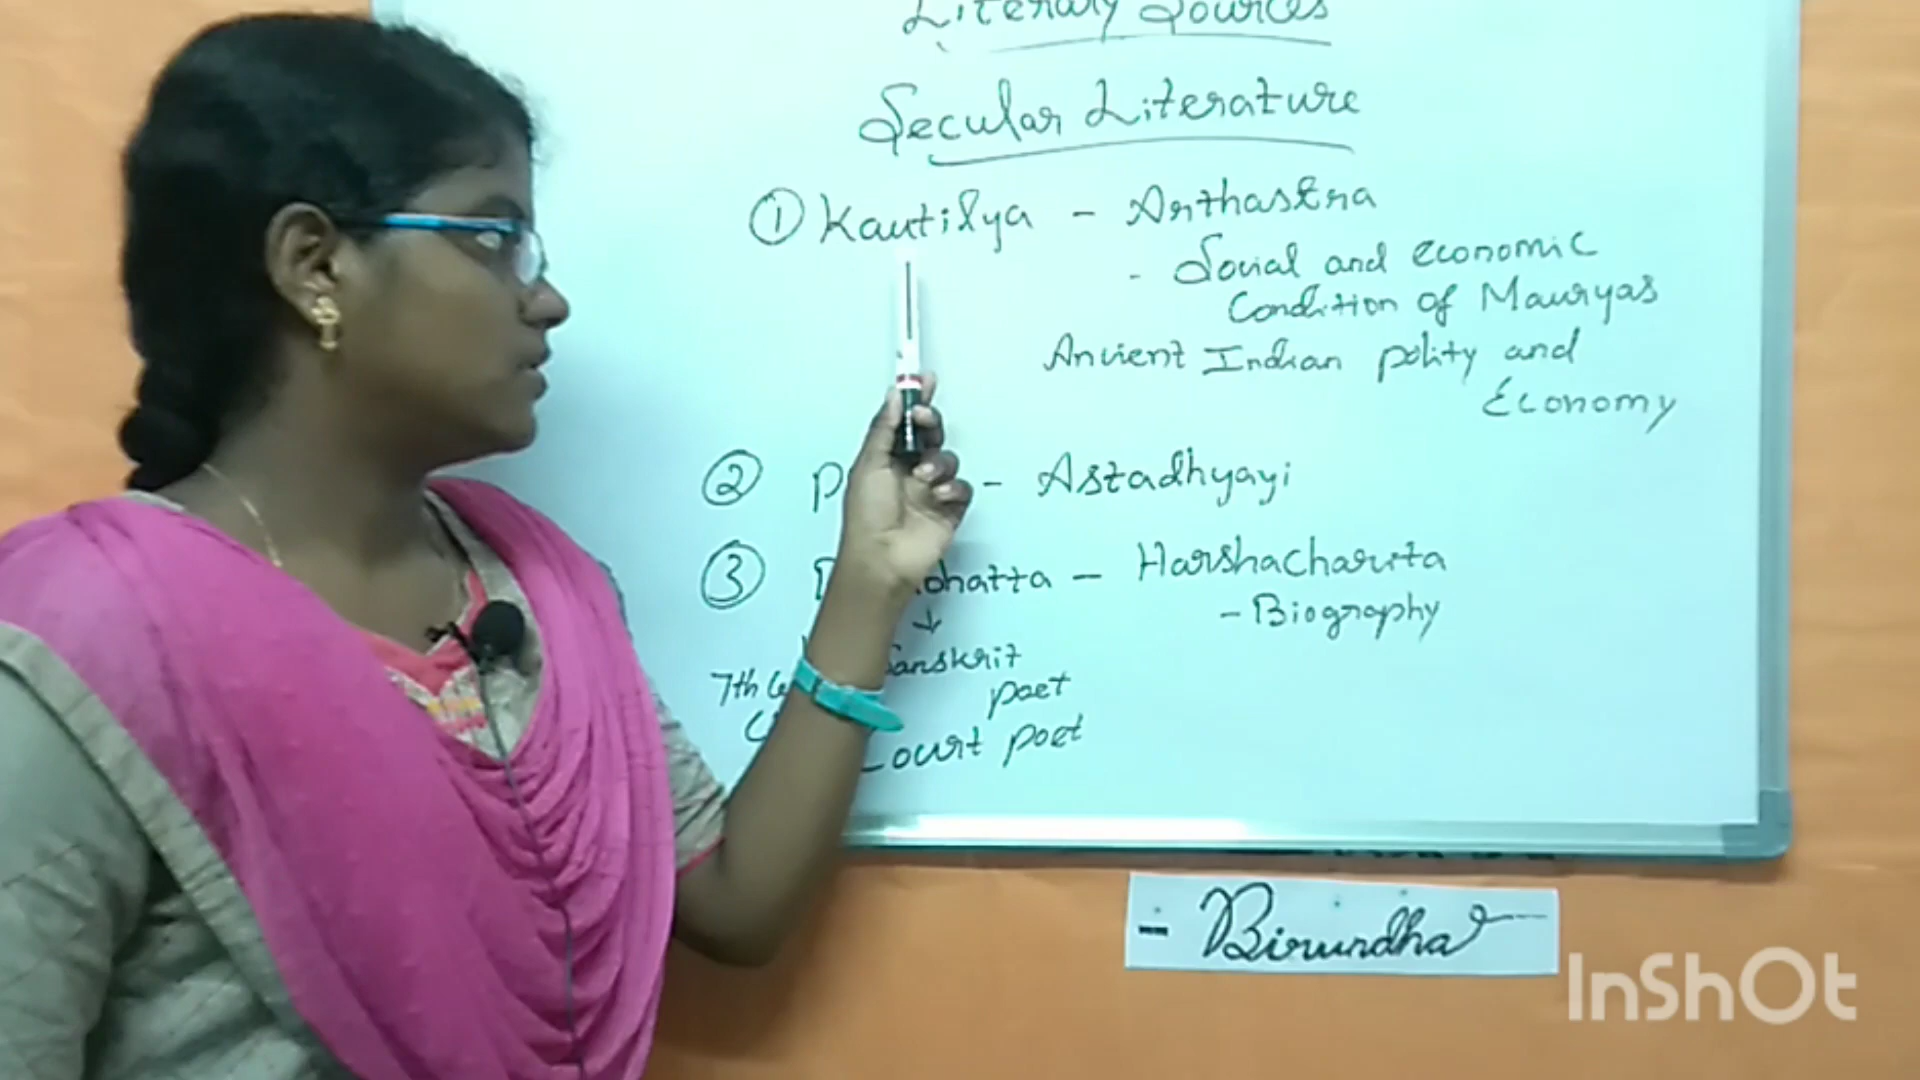 Literary Sources
Secular Literature
① Kautilya - Arthastra
- Social and economic
Condition of Mauryas
Ancient Indian polity and
Economy
② - Astadhyayi
③ - Harshacharita
- Biography
↓
Sanskrit
7th
poet
Court poet
- Birundha
InShOt